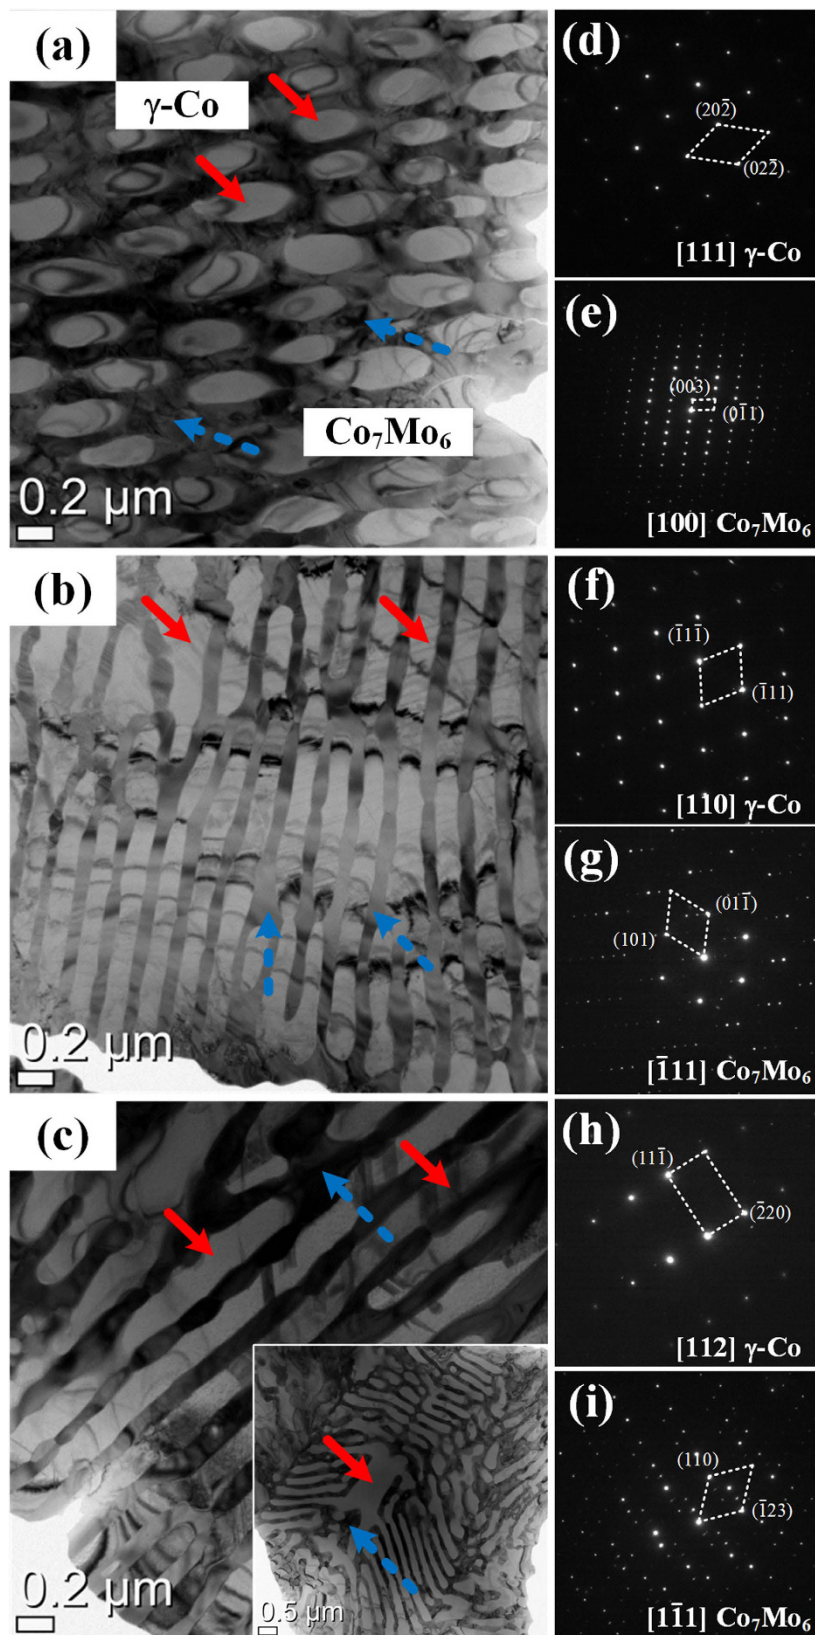 (a)
γ-Co
Co₇Mo₆
0.2 μm
(b)
0.2 μm
(c)
0.2 μm
0.5 μm
(d)
(202̄)
(022̄)
[111] γ-Co
(e)
(003)
(01̄1)
[100] Co₇Mo₆
(f)
(1̄11̄)
(1̄11)
[110] γ-Co
(g)
(011̄)
(101)
[1̄11] Co₇Mo₆
(h)
(111̄)
(2̄20)
[112] γ-Co
(i)
(110)
(1̄23)
[11̄1] Co₇Mo₆